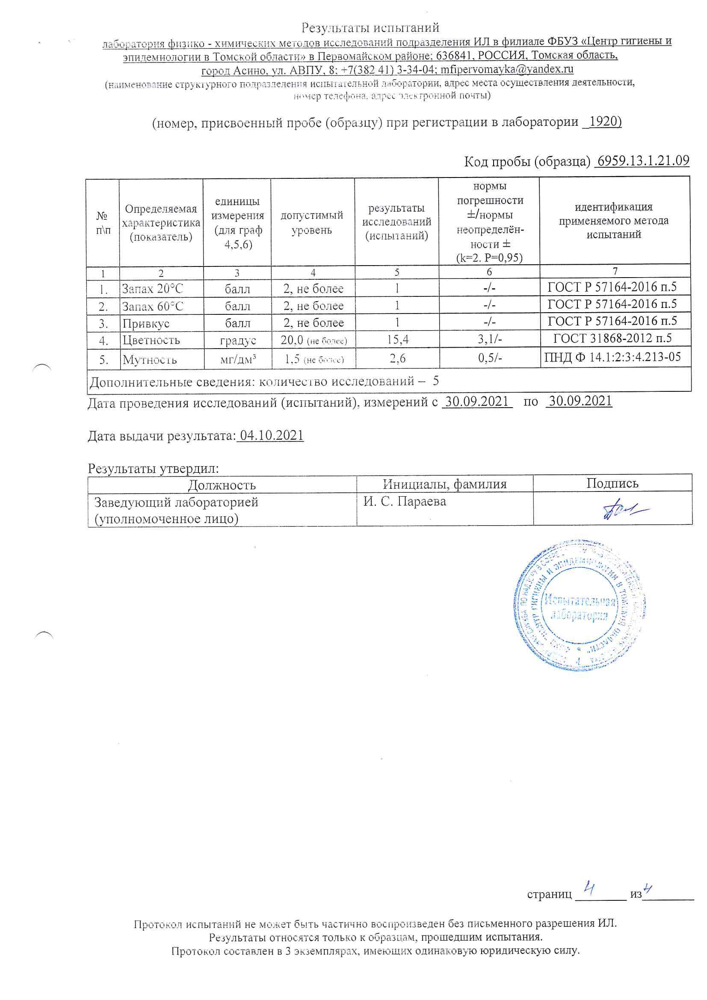 Результаты испытаний
лаборатория физико - химических методов исследований подразделения ИЛ в филиале ФБУЗ «Центр гигиены и
эпидемиологии в Томской области» в Первомайском районе; 636841, РОССИЯ, Томская область,
город Асино, ул. АВПУ, 8; +7(382 41) 3-34-04; mfipervomayka@yandex.ru
(наименование структурного подразделения испытательной лаборатории, адрес места осуществления деятельности,
номер телефона, адрес электронной почты)
(номер, присвоенный пробе (образцу) при регистрации в лаборатории _1920)
Код пробы (образца) 6959.13.1.21.09
№ п\п Определяемая характеристика (показатель) единицы измерения (для граф 4,5,6) допустимый уровень результаты исследований (испытаний) нормы погрешности ±/нормы неопределён-ности ± (k=2. P=0,95) идентификация применяемого метода испытаний
1 2 3 4 5 6 7
1. Запах 20°С балл 2, не более 1 -/- ГОСТ Р 57164-2016 п.5
2. Запах 60°С балл 2, не более 1 -/- ГОСТ Р 57164-2016 п.5
3. Привкус балл 2, не более 1 -/- ГОСТ Р 57164-2016 п.5
4. Цветность градус 20,0 (не более) 15,4 3,1/- ГОСТ 31868-2012 п.5
5. Мутность мг/дм³ 1,5 (не более) 2,6 0,5/- ПНД Ф 14.1:2:3:4.213-05
Дополнительные сведения: количество исследований – 5
Дата проведения исследований (испытаний), измерений с 30.09.2021 по 30.09.2021
Дата выдачи результата: 04.10.2021
Результаты утвердил:
Должность Инициалы, фамилия Подпись
Заведующий лабораторией И. С. Параева
(уполномоченное лицо)
ЦЕНТР ГИГИЕНЫ И ЭПИДЕМИОЛОГИИ В ТОМСКОЙ ОБЛАСТИ"
Испытательная
лаборатория
страниц 4 из 4
Протокол испытаний не может быть частично воспроизведен без письменного разрешения ИЛ.
Результаты относятся только к образцам, прошедшим испытания.
Протокол составлен в 3 экземплярах, имеющих одинаковую юридическую силу.